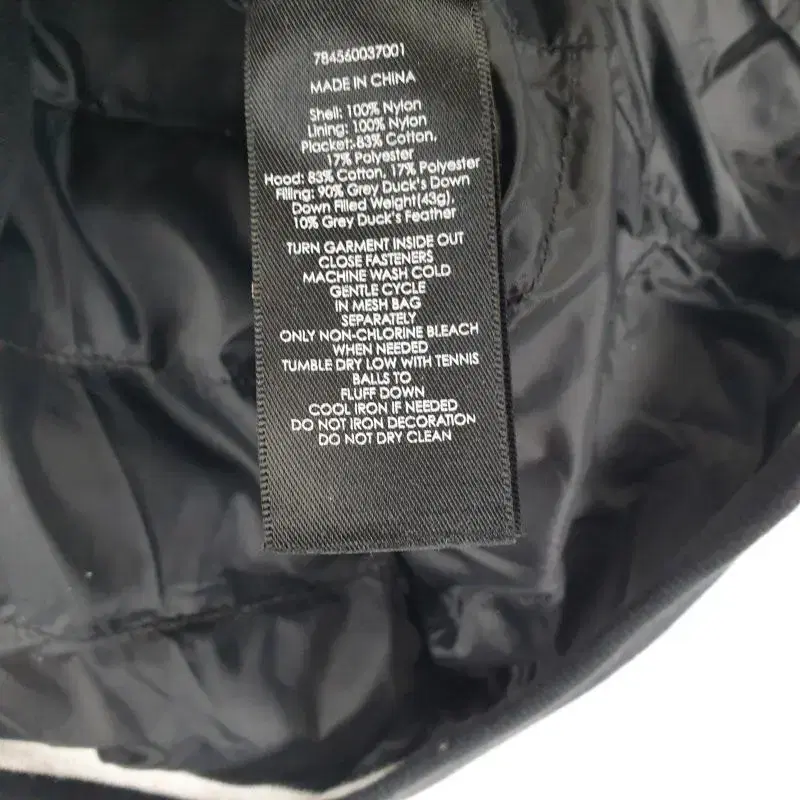 784560037001
MADE IN CHINA
Shell: 100% Nylon
Lining: 100% Nylon
Placket: 83% Cotton,
17% Polyester
Hood: 83% Cotton, 17% Polyester
Filling: 90% Grey Duck's Down
Down Filled Weight(43g),
10% Grey Duck's Feather
TURN GARMENT INSIDE OUT
CLOSE FASTENERS
MACHINE WASH COLD
GENTLE CYCLE
IN MESH BAG
SEPARATELY
ONLY NON-CHLORINE BLEACH
WHEN NEEDED
TUMBLE DRY LOW WITH TENNIS
BALLS TO
FLUFF DOWN
COOL IRON IF NEEDED
DO NOT IRON DECORATION
DO NOT DRY CLEAN